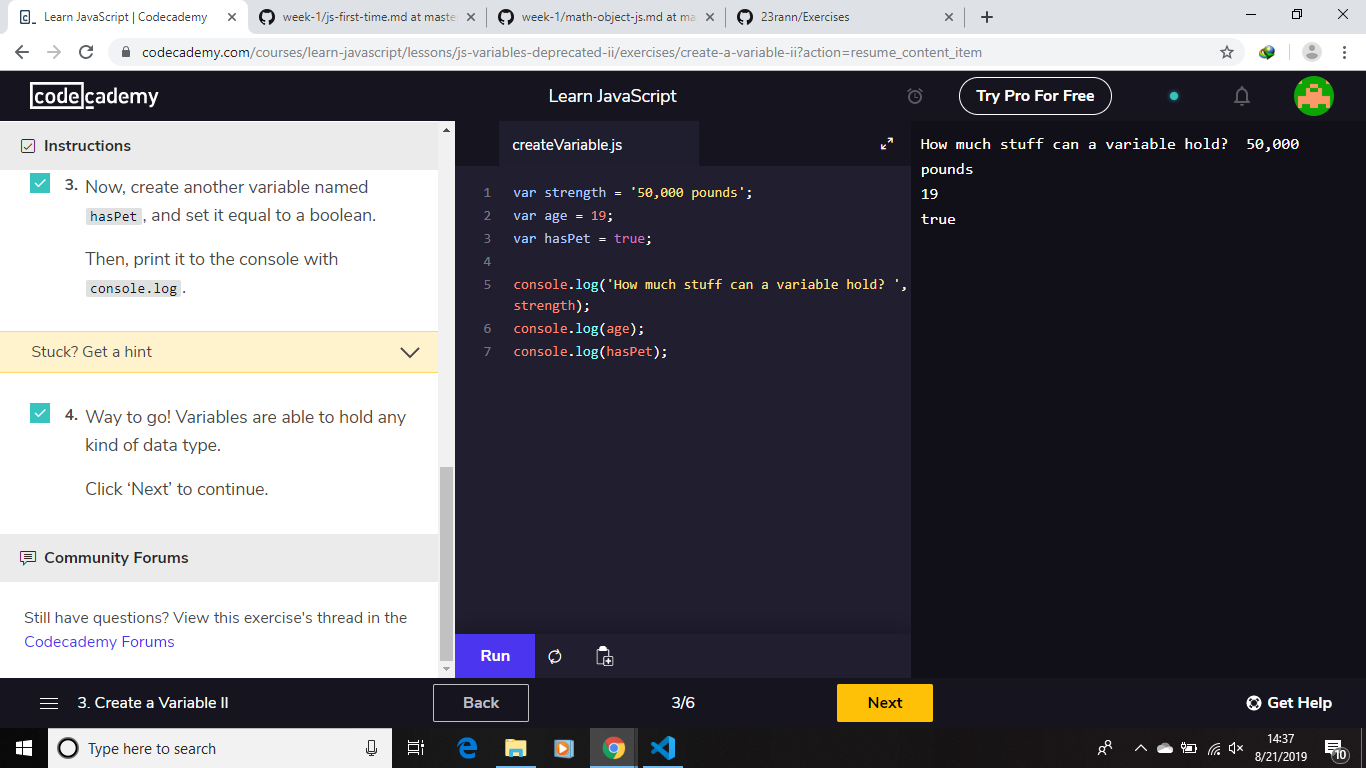 Learn JavaScript | Codecademy
week-1/js-first-time.md at maste
week-1/math-object-js.md at ma
23rann/Exercises
codecademy.com/courses/learn-javascript/lessons/js-variables-deprecated-ii/exercises/create-a-variable-ii?action=resume_content_item
codecademy
Learn JavaScript
Try Pro For Free
Instructions
3. Now, create another variable named
hasPet, and set it equal to a boolean.
Then, print it to the console with
console.log.
Stuck? Get a hint
4. Way to go! Variables are able to hold any
kind of data type.
Click ‘Next’ to continue.
Community Forums
Still have questions? View this exercise's thread in the
Codecademy Forums
createVariable.js
1 var strength = '50,000 pounds';
2 var age = 19;
3 var hasPet = true;
4
5 console.log('How much stuff can a variable hold? ',
strength);
6 console.log(age);
7 console.log(hasPet);
Run
How much stuff can a variable hold?  50,000
pounds
19
true
3. Create a Variable II
Back
3/6
Next
Get Help
Type here to search
14:37
8/21/2019
10